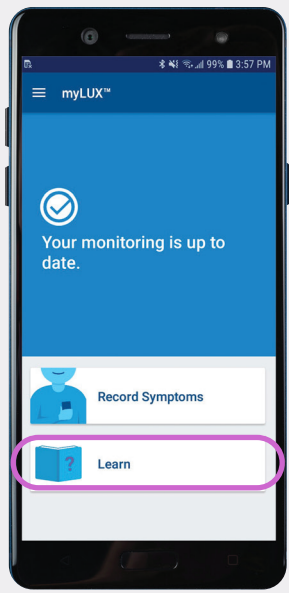 99% 3:57 PM
myLUX™
Your monitoring is up to
date.
Record Symptoms
?
Learn